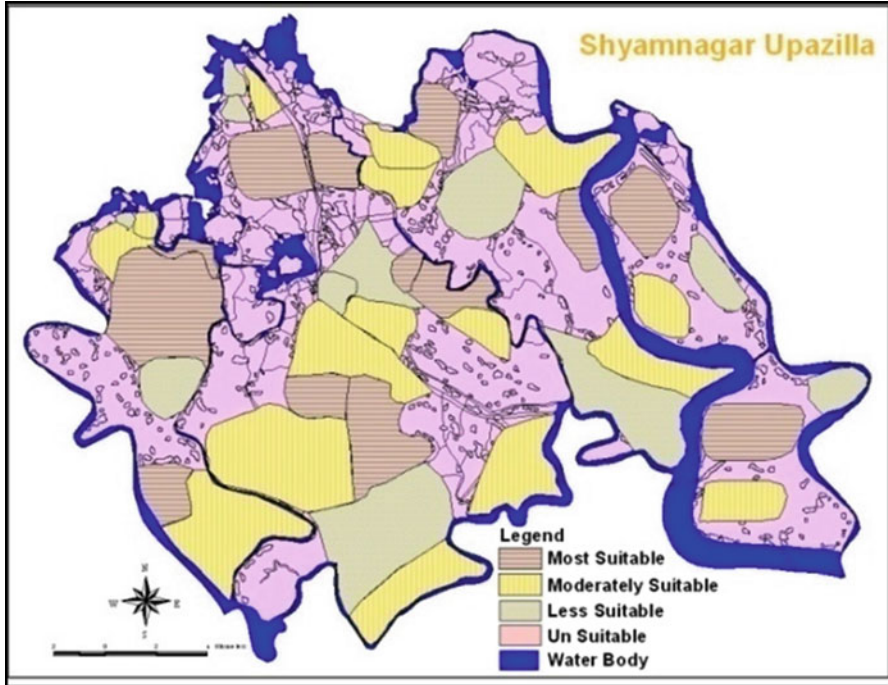 Shyamnagar Upazilla
Legend
Most Suitable
Moderately Suitable
Less Suitable
Un Suitable
Water Body